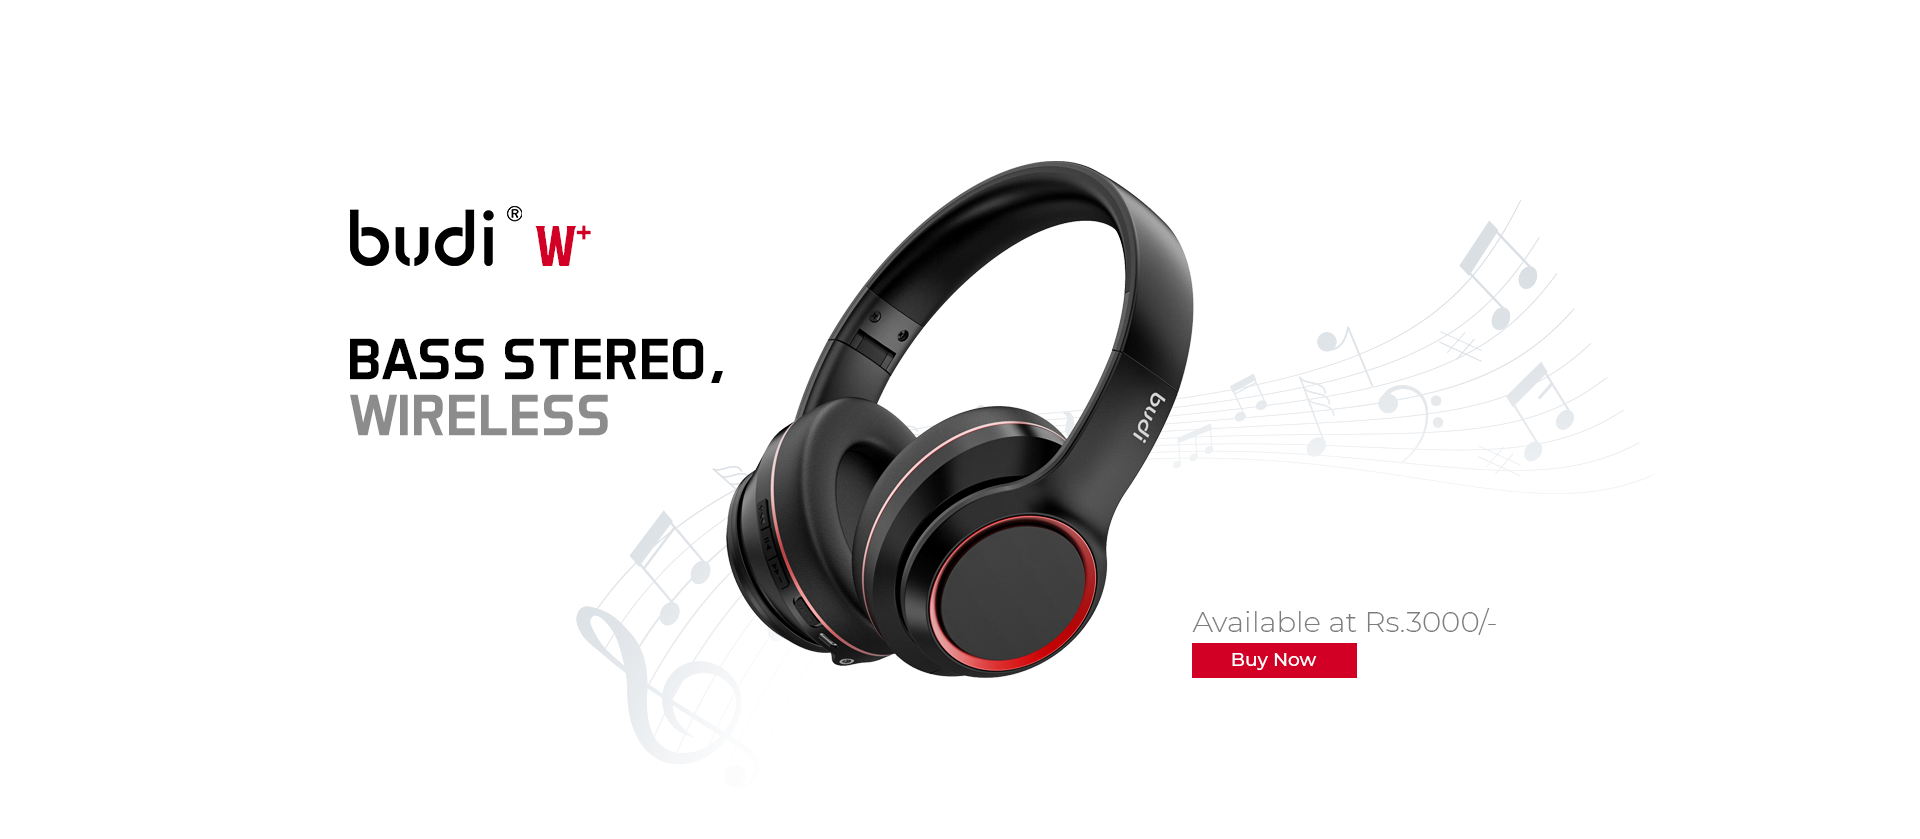 budi® W+
BASS STEREO,
WIRELESS
budi
Available at Rs.3000/-
Buy Now